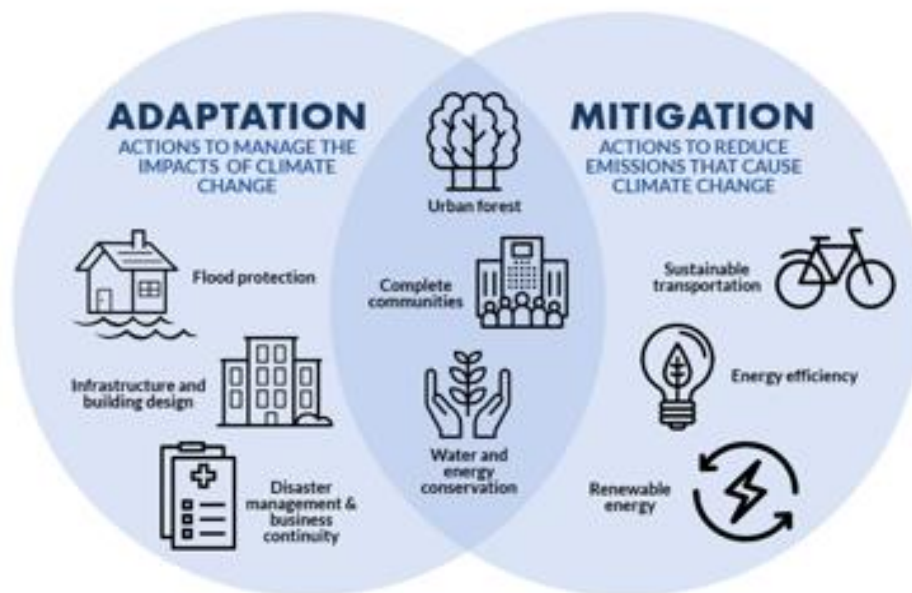 ADAPTATION
ACTIONS TO MANAGE THE
IMPACTS OF CLIMATE
CHANGE
Flood protection
Infrastructure and
building design
Disaster
management &
business
continuity
Urban forest
Complete
communities
Water and
energy
conservation
MITIGATION
ACTIONS TO REDUCE
EMISSIONS THAT CAUSE
CLIMATE CHANGE
Sustainable
transportation
Energy efficiency
Renewable
energy